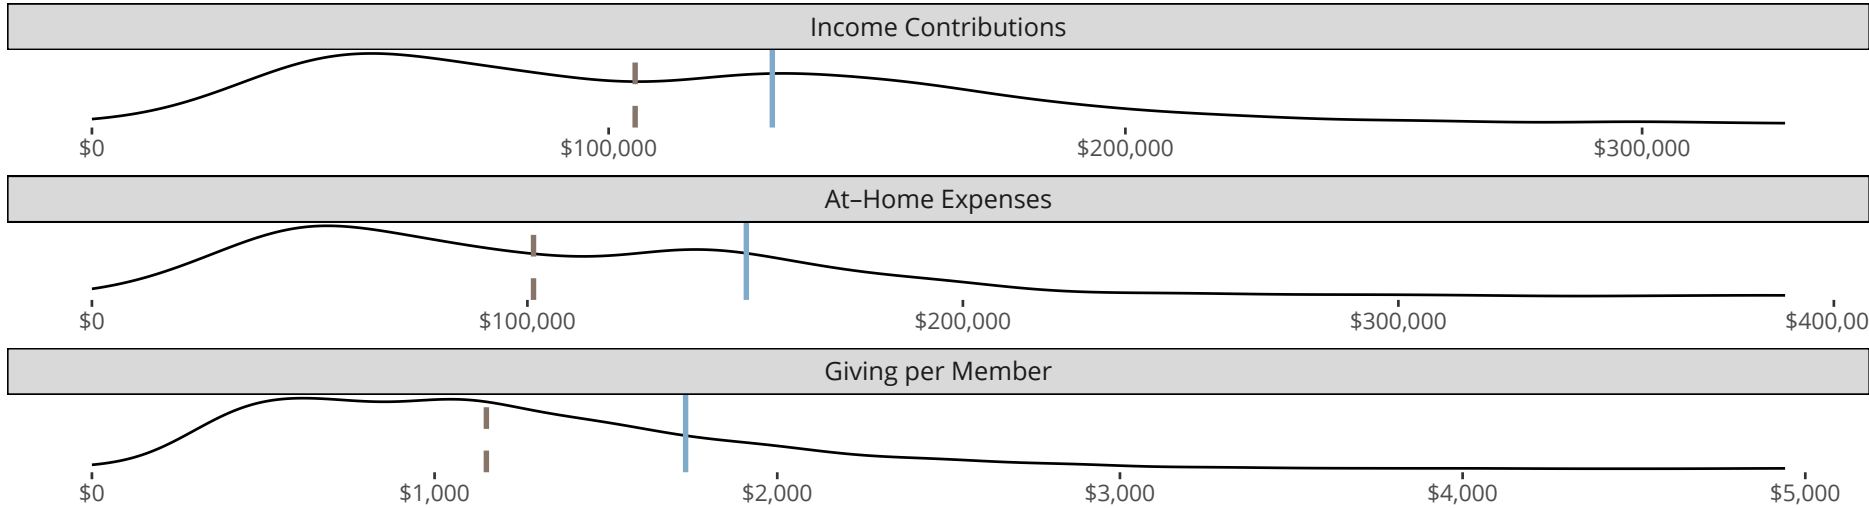 Income Contributions
$0 $100,000 $200,000 $300,000
At–Home Expenses
$0 $100,000 $200,000 $300,000 $400,00
Giving per Member
$0 $1,000 $2,000 $3,000 $4,000 $5,000